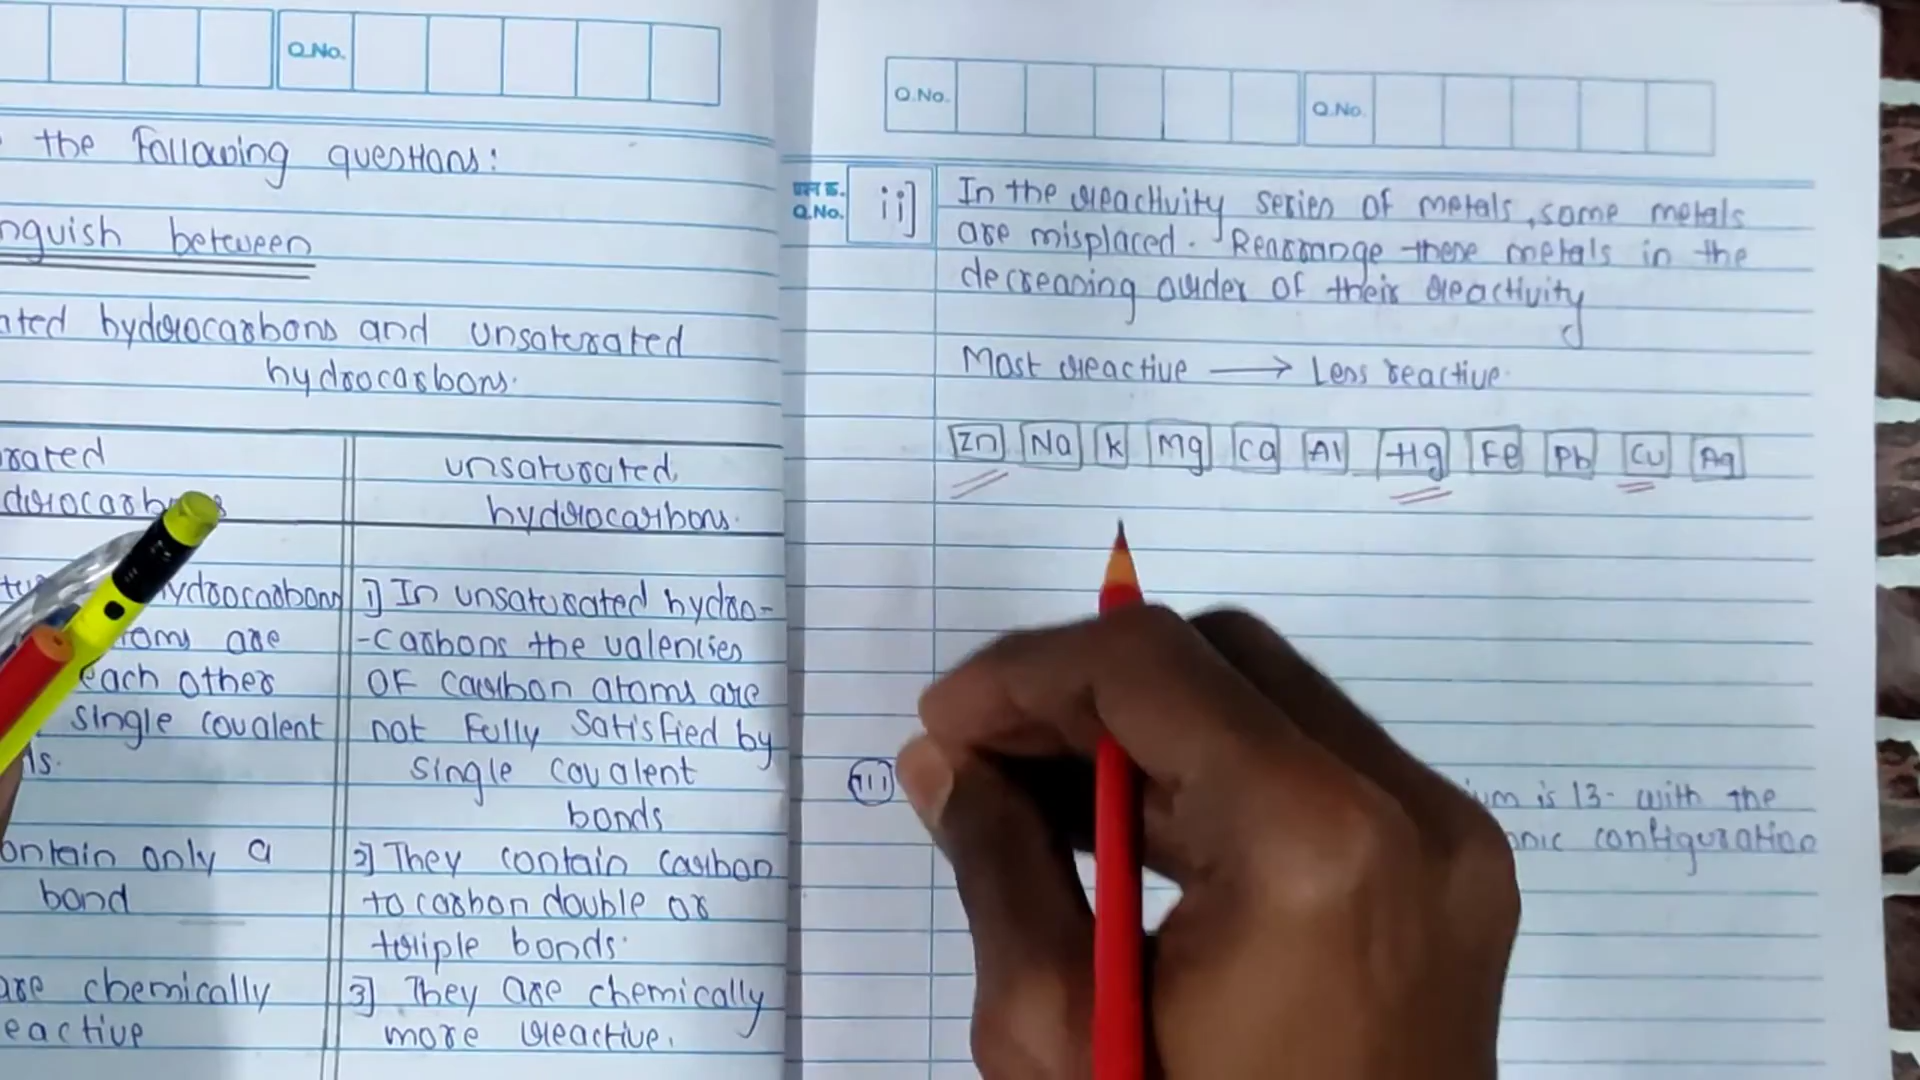 Q.No.
the following questions:
nguish between
ated hydrocarbons and unsaturated
hydrocarbons.
rated
unsaturated
hydrocarbons.
ydrocarbons
oms are
each other
single covalent
ls.
1] In unsaturated hydro-
-carbons the valencies
of carbon atoms are
not fully satisfied by
single covalent
bonds
ontain only a
bond
2] They contain carbon
to carbon double or
triple bonds.
are chemically
eactive
3] They are chemically
more reactive.
Q.No.
Q.No.
प्रश्न क्र.
Q.No.
ii] In the reactivity series of metals, some metals
are misplaced. Rearrange these metals in the
decreasing order of their reactivity
Most reactive → Less reactive.
Zn Na K Mg Ca Al Hg Fe Pb Cu Ag
iii
ium is 13. with the
onic configuration